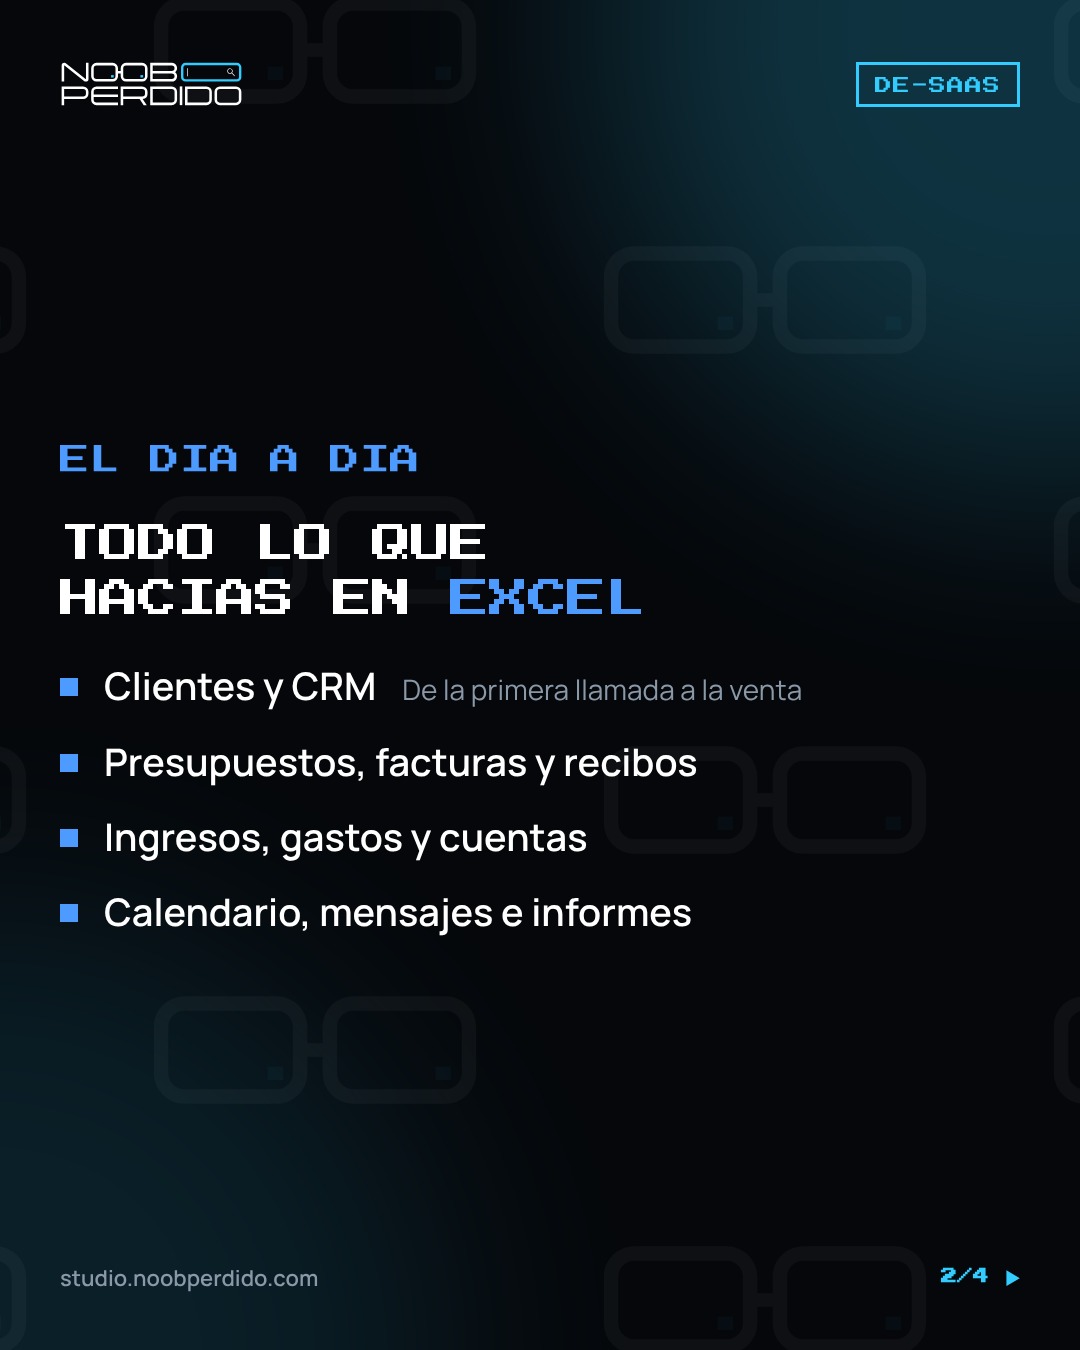 NOOB
PERDIDO
DE-SAAS
EL DIA A DIA
TODO LO QUE
HACIAS EN EXCEL
Clientes y CRM De la primera llamada a la venta
Presupuestos, facturas y recibos
Ingresos, gastos y cuentas
Calendario, mensajes e informes
studio.noobperdido.com
2/4